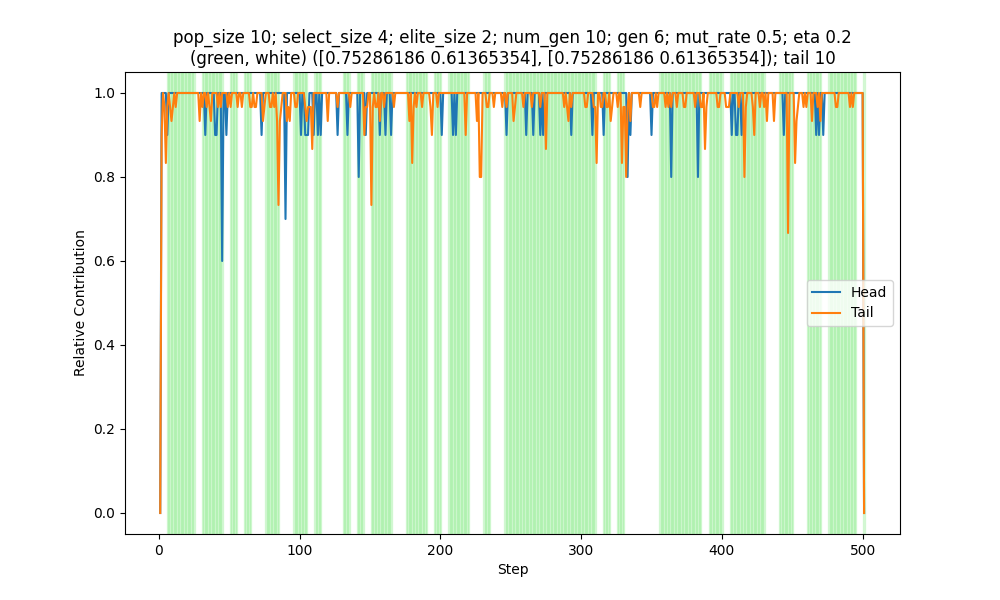 pop_size 10; select_size 4; elite_size 2; num_gen 10; gen 6; mut_rate 0.5; eta 0.2
(green, white) ([0.75286186 0.61365354], [0.75286186 0.61365354]); tail 10
Relative Contribution
1.0
0.8
0.6
0.4
0.2
0.0
Head
Tail
0
100
200
300
400
500
Step